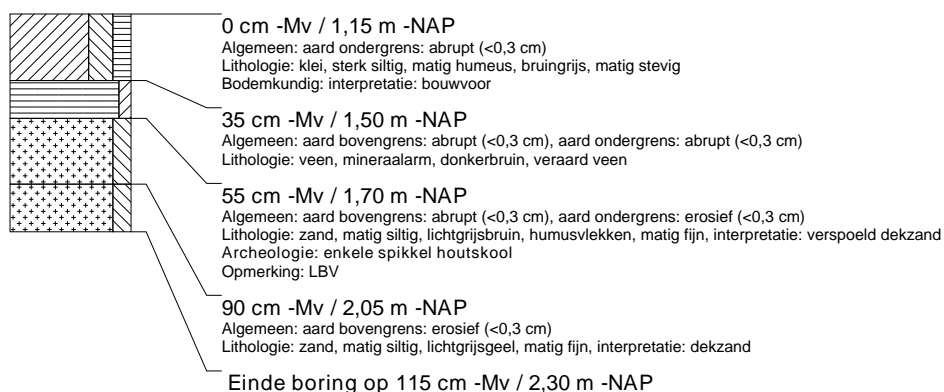 0 cm -Mv / 1,15 m -NAP
Algemeen: aard ondergrens: abrupt (<0,3 cm)
Lithologie: klei, sterk siltig, matig humeus, bruingrijs, matig stevig
Bodemkundig: interpretatie: bouwvoor
35 cm -Mv / 1,50 m -NAP
Algemeen: aard bovengrens: abrupt (<0,3 cm), aard ondergrens: abrupt (<0,3 cm)
Lithologie: veen, mineraalarm, donkerbruin, veraard veen
55 cm -Mv / 1,70 m -NAP
Algemeen: aard bovengrens: abrupt (<0,3 cm), aard ondergrens: erosief (<0,3 cm)
Lithologie: zand, matig siltig, lichtgrijsbruin, humusvlekken, matig fijn, interpretatie: verspoeld dekzand
Archeologie: enkele spikkel houtskool
Opmerking: LBV
90 cm -Mv / 2,05 m -NAP
Algemeen: aard bovengrens: erosief (<0,3 cm)
Lithologie: zand, matig siltig, lichtgrijsgeel, matig fijn, interpretatie: dekzand
Einde boring op 115 cm -Mv / 2,30 m -NAP